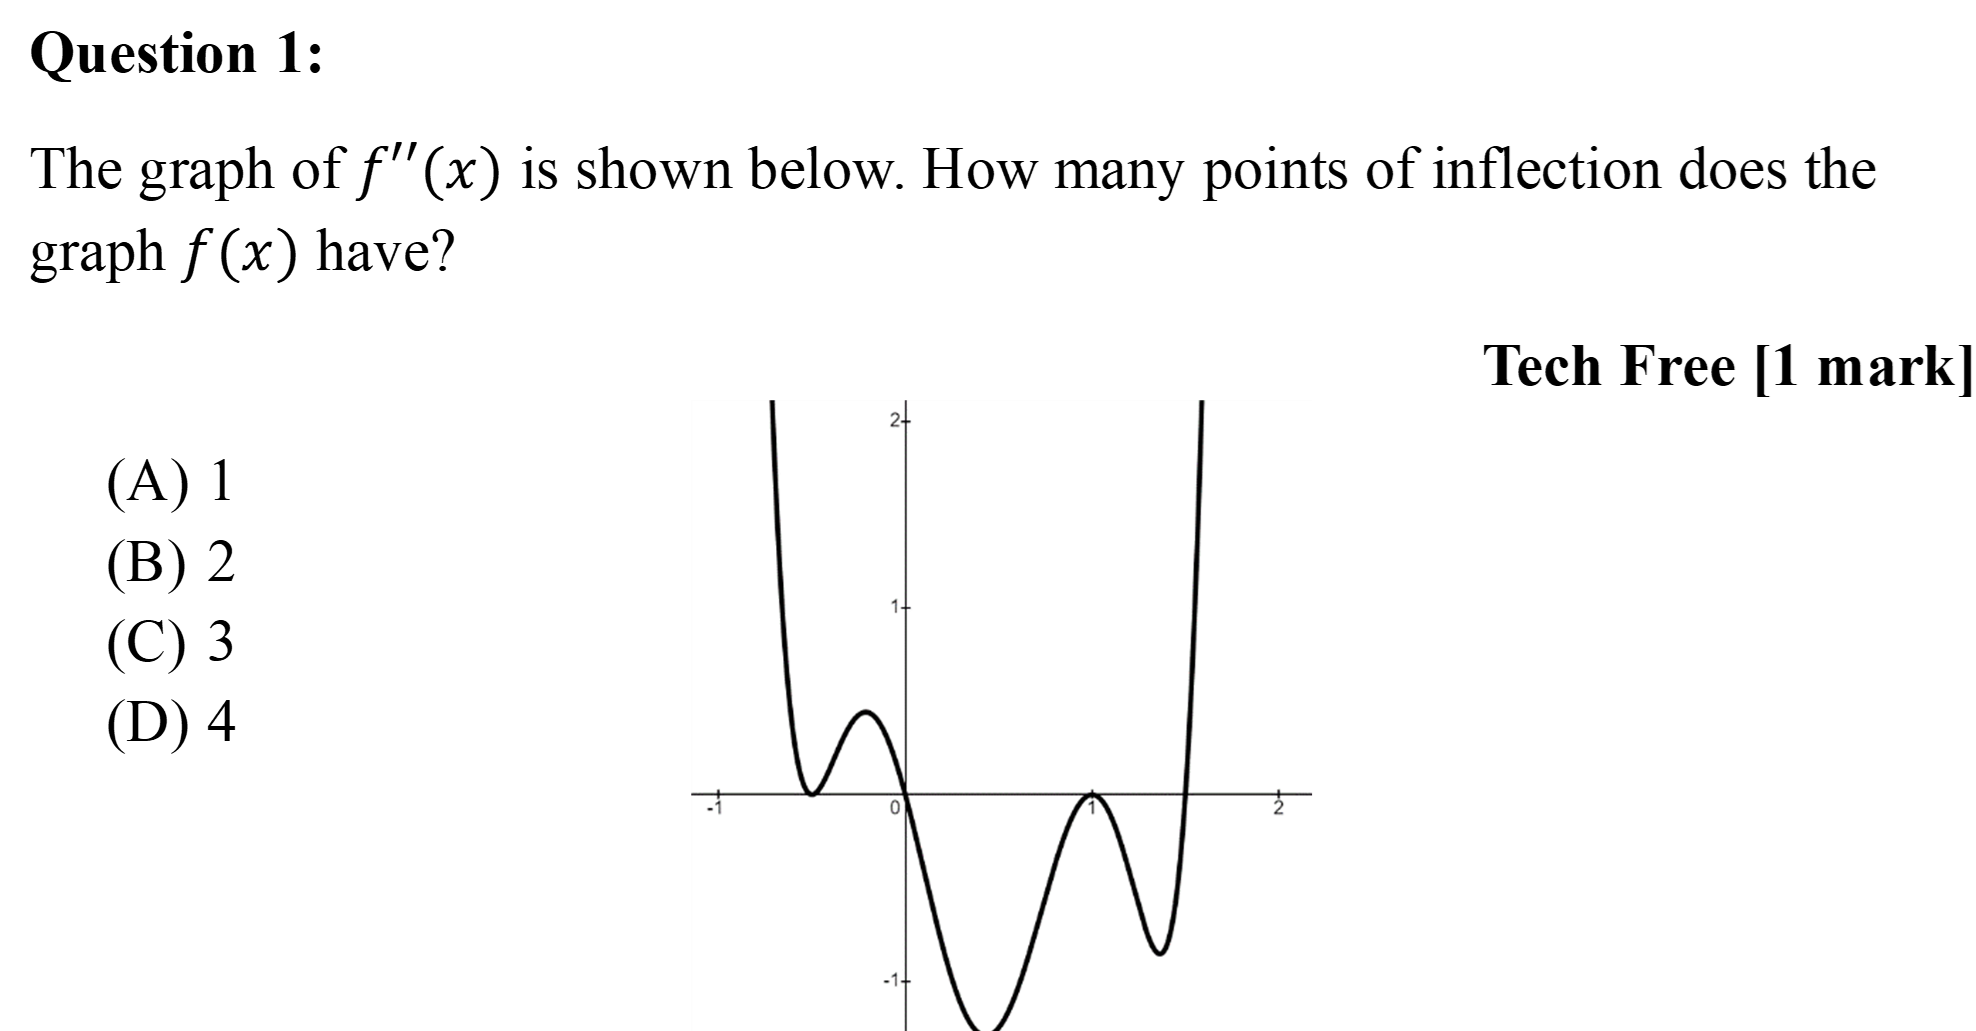 Question 1:
The graph of f′′(x) is shown below. How many points of inflection does the
graph f(x) have?
Tech Free [1 mark]
(A) 1
(B) 2
(C) 3
(D) 4
2
1
-1
0
1
2
-1